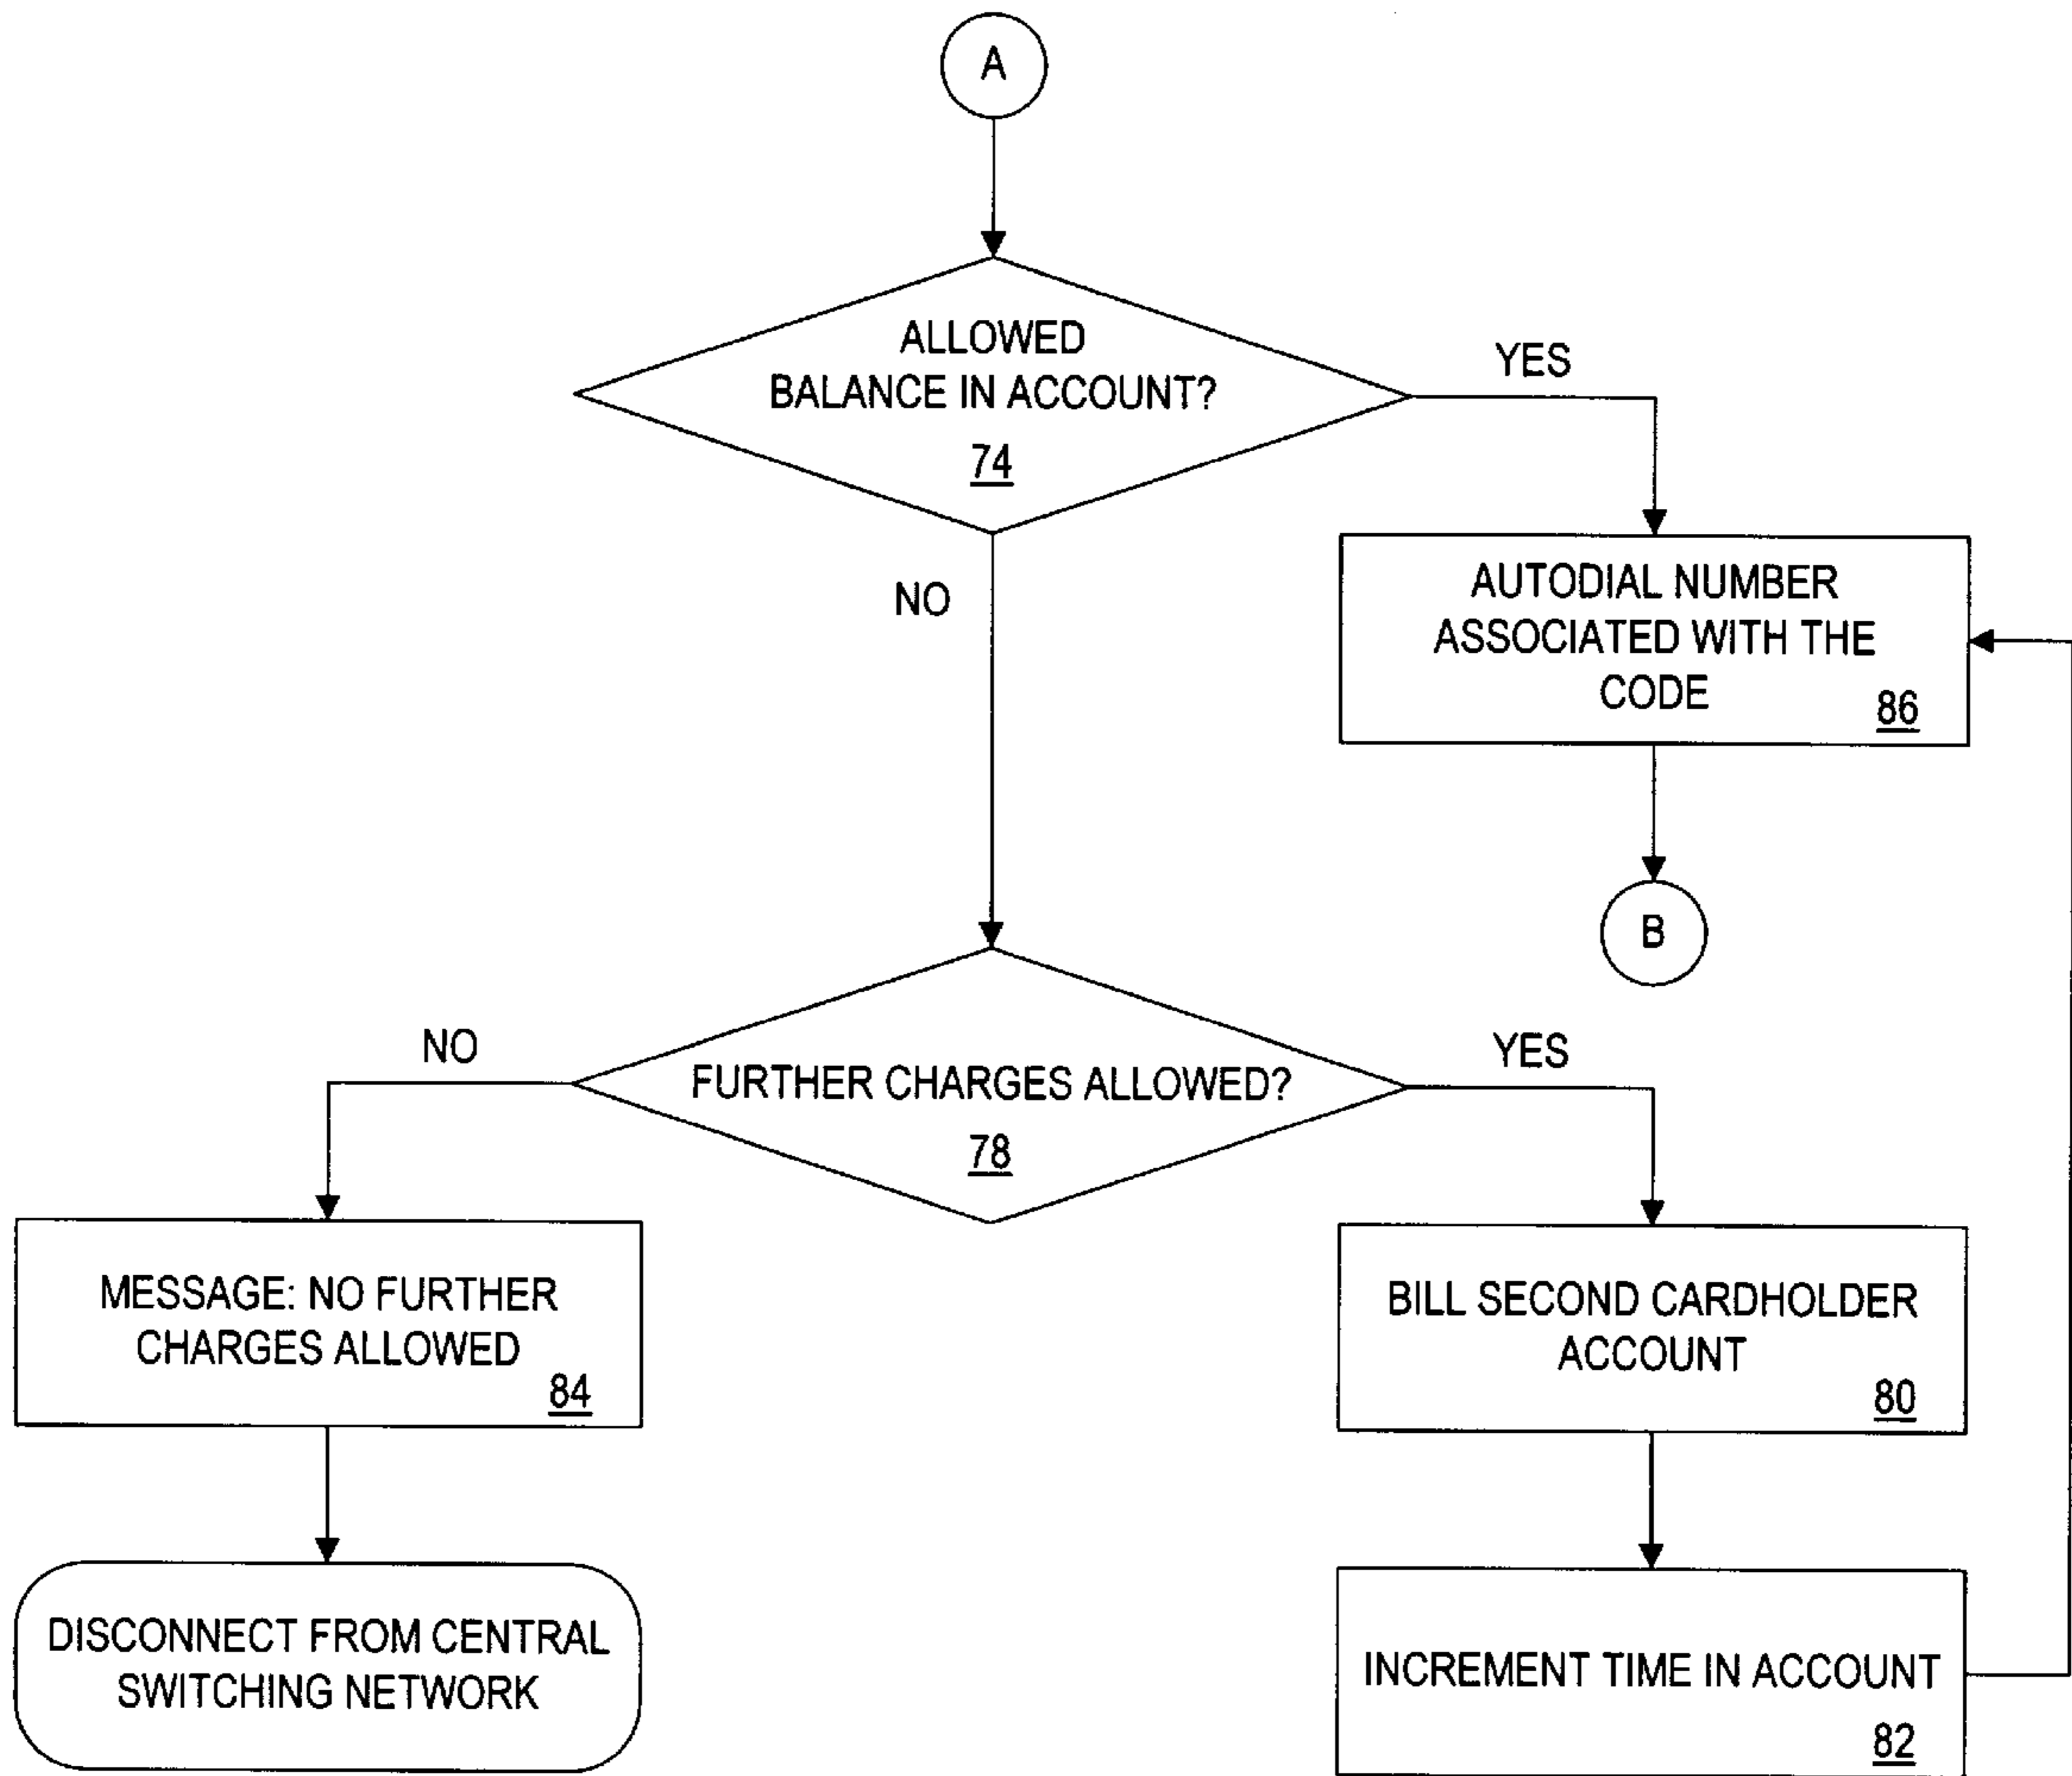 A
ALLOWED
BALANCE IN ACCOUNT?
74
YES
NO
AUTODIAL NUMBER
ASSOCIATED WITH THE
CODE
86
B
FURTHER CHARGES ALLOWED?
78
NO
YES
MESSAGE: NO FURTHER
CHARGES ALLOWED
84
BILL SECOND CARDHOLDER
ACCOUNT
80
DISCONNECT FROM CENTRAL
SWITCHING NETWORK
INCREMENT TIME IN ACCOUNT
82